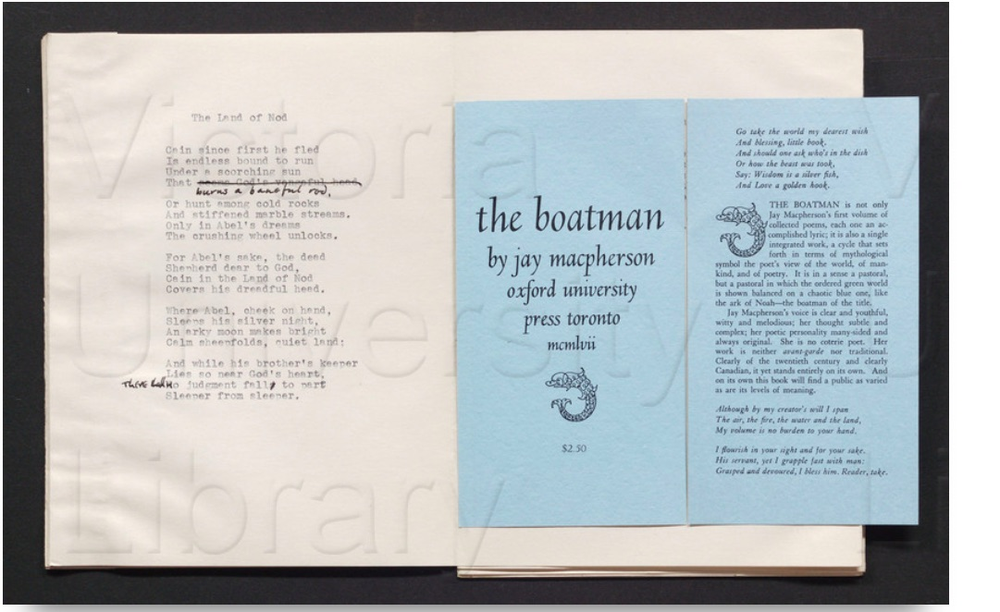 The Land of Nod
Cain since first he fled
Is endless bound to run
Under a scorching sun
That seems God's vengeful head,
burns a baneful rod,
Or hunt among cold rocks
And stiffened marble streams.
Only in Abel's dreams
The crushing wheel unlocks.
For Abel's sake, the dead
Shepherd dear to God,
Cain in the Land of Nod
Covers his dreadful head.
Where Abel, cheek on hand,
Sleeps his silver night,
An arky moon makes bright
Calm sheepfolds, quiet land:
And while his brother's keeper
Lies so near God's heart,
There No judgment fall, to part
Sleeper from sleeper.
the boatman
by jay macpherson
oxford university
press toronto
mcmlvii
$2.50
Go take the world my dearest wish
And blessing, little book.
And should one ask who's in the dish
Or how the beast was took,
Say: Wisdom is a silver fish,
And Love a golden hook.
THE BOATMAN is not only
Jay Macpherson's first volume of
collected poems, each one an ac-
complished lyric; it is also a single
integrated work, a cycle that sets
forth in terms of mythological
symbol the poet's view of the world, of man-
kind, and of poetry. It is in a sense a pastoral,
but a pastoral in which the ordered green world
is shown balanced on a chaotic blue one, like
the ark of Noah—the boatman of the title.
Jay Macpherson's voice is clear and youthful,
witty and melodious; her thought subtle and
complex; her poetic personality many-sided and
always original. She is no coterie poet. Her
work is neither avant-garde nor traditional.
Clearly of the twentieth century and clearly
Canadian, it yet stands entirely on its own. And
on its own this book will find a public as varied
as are its levels of meaning.
Although by my creator's will I span
The air, the fire, the water and the land,
My volume is no burden to your hand.
I flourish in your sight and for your sake.
His servant, yet I grapple fast with man:
Grasped and devoured, I bless him. Reader, take.
Victoria
University
Library